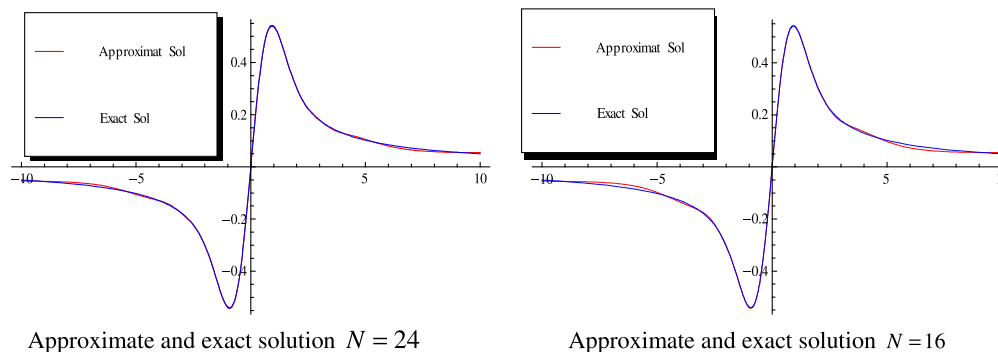 Approximat Sol
Exact Sol
0.4
0.2
-10
-5
5
10
-0.2
-0.4
Approximate and exact solution N = 24
Approximat Sol
Exact Sol
0.4
0.2
-10
-5
5
-0.2
-0.4
Approximate and exact solution N = 16